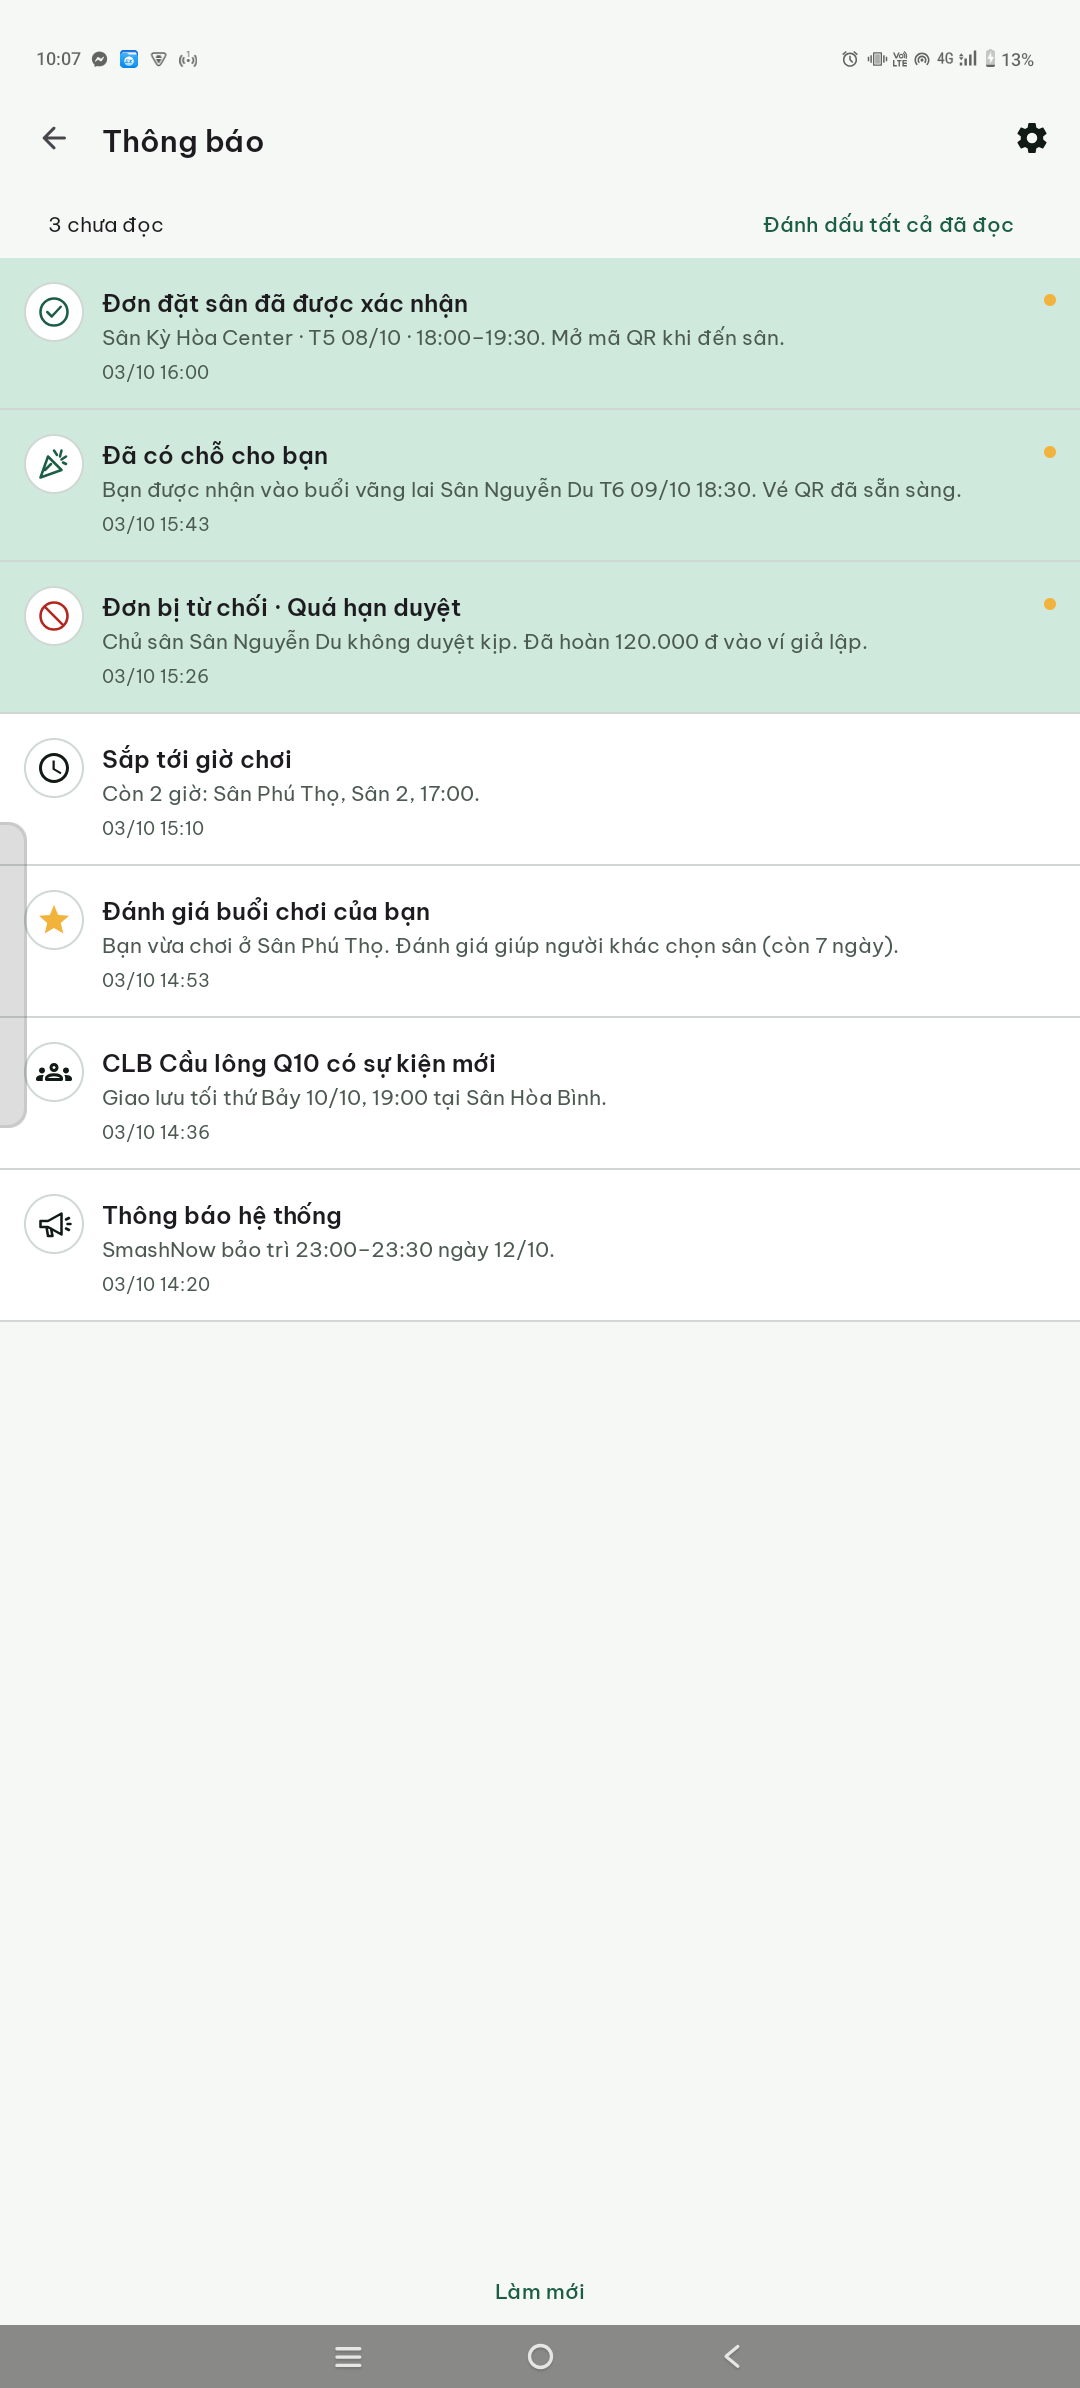 10:07
VoLTE 4G 13%
Thông báo
3 chưa đọc
Đánh dấu tất cả đã đọc
Đơn đặt sân đã được xác nhận
Sân Kỳ Hòa Center · T5 08/10 · 18:00–19:30. Mở mã QR khi đến sân.
03/10 16:00
Đã có chỗ cho bạn
Bạn được nhận vào buổi vãng lai Sân Nguyễn Du T6 09/10 18:30. Vé QR đã sẵn sàng.
03/10 15:43
Đơn bị từ chối · Quá hạn duyệt
Chủ sân Sân Nguyễn Du không duyệt kịp. Đã hoàn 120.000 đ vào ví giả lập.
03/10 15:26
Sắp tới giờ chơi
Còn 2 giờ: Sân Phú Thọ, Sân 2, 17:00.
03/10 15:10
Đánh giá buổi chơi của bạn
Bạn vừa chơi ở Sân Phú Thọ. Đánh giá giúp người khác chọn sân (còn 7 ngày).
03/10 14:53
CLB Cầu lông Q10 có sự kiện mới
Giao lưu tối thứ Bảy 10/10, 19:00 tại Sân Hòa Bình.
03/10 14:36
Thông báo hệ thống
SmashNow bảo trì 23:00–23:30 ngày 12/10.
03/10 14:20
Làm mới